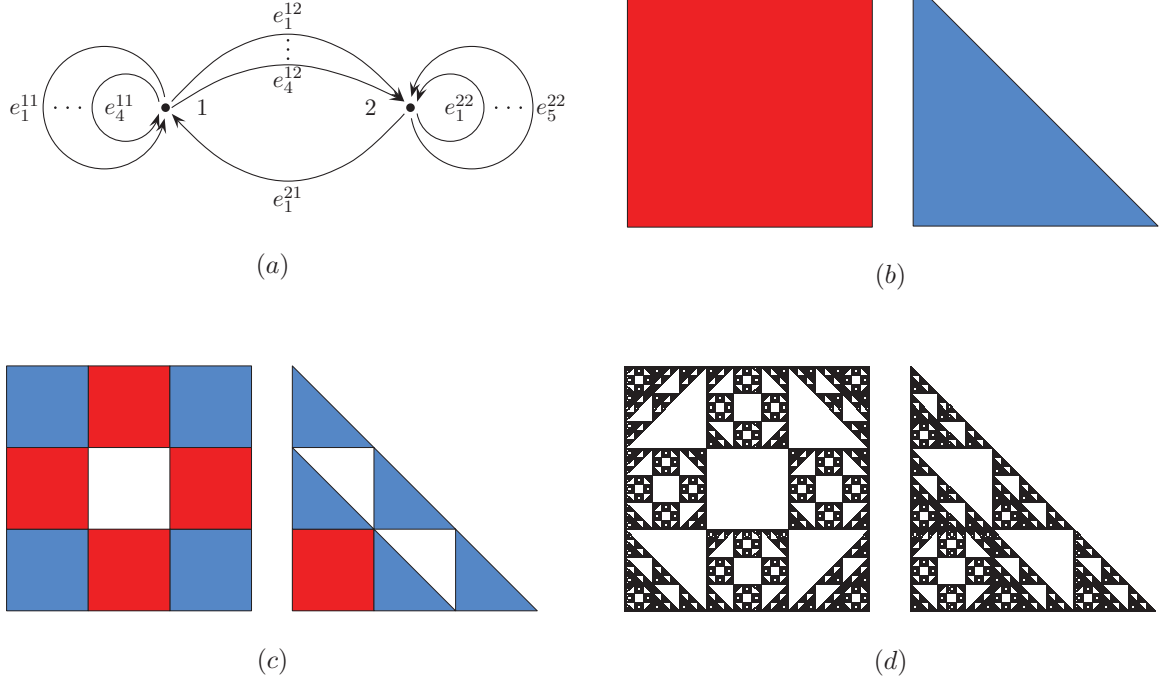 $e_1^{12}$
$e_4^{12}$
$e_1^{11}$ · · · $e_4^{11}$ 1 2 $e_1^{22}$ · · · $e_5^{22}$
$e_1^{21}$
(a)
(b)
(c)
(d)